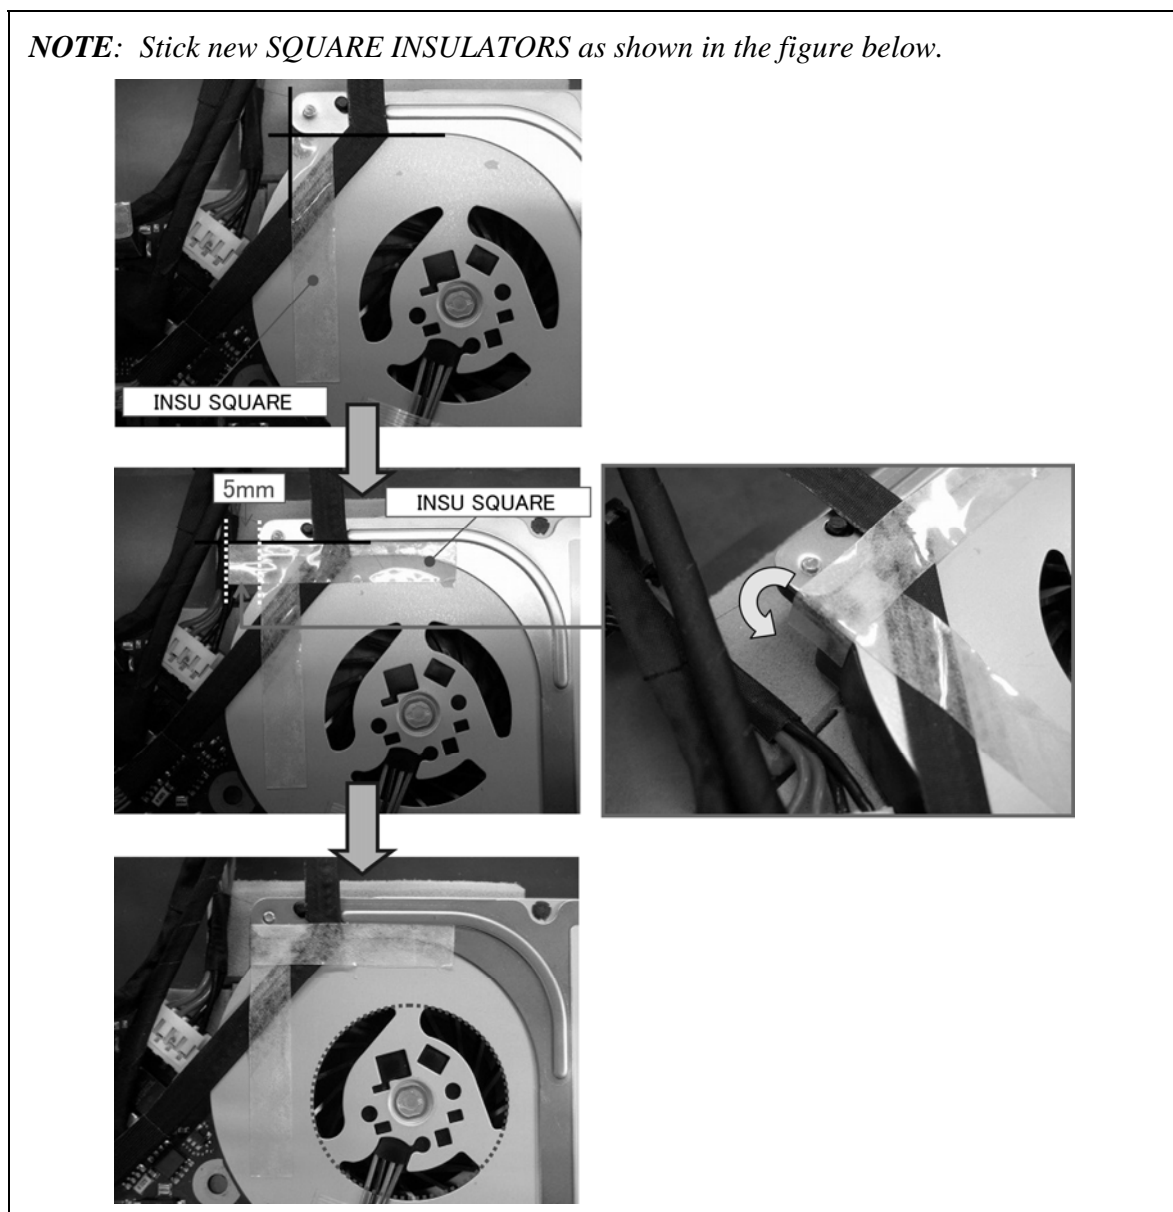 NOTE: Stick new SQUARE INSULATORS as shown in the figure below.
INSU SQUARE
5mm
INSU SQUARE